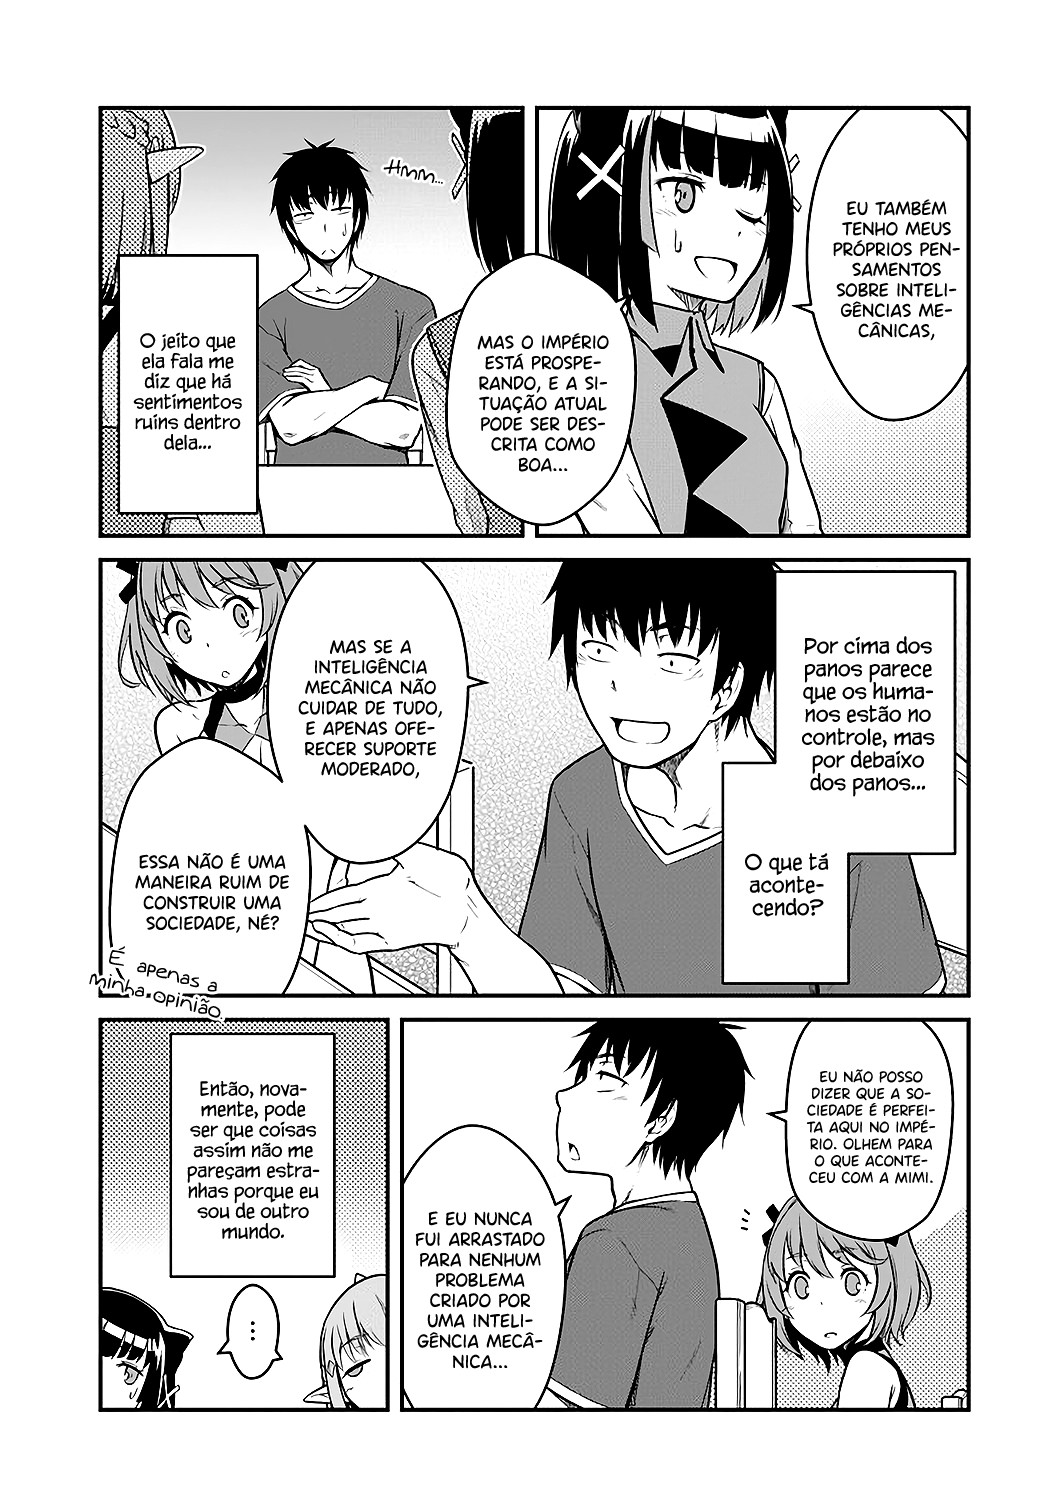 EU TAMBÉM
TENHO MEUS
PRÓPRIOS PEN-
SAMENTOS
SOBRE INTELI-
GÊNCIAS ME-
CÂNICAS,
MAS O IMPÉRIO
ESTÁ PROSPE-
RANDO, E A SI-
TUAÇÃO ATUAL
PODE SER DES-
CRITA COMO
BOA...
HMM...
O jeito que
ela fala me
diz que há
sentimentos
ruins dentro
dela...
Por cima dos
panos parece
que os huma-
nos estão no
controle, mas
por debaixo
dos panos...
O que tá
aconte-
cendo?
MAS SE A
INTELIGÊNCIA
MECÂNICA NÃO
CUIDAR DE TUDO,
E APENAS OFE-
RECER SUPORTE
MODERADO,
ESSA NÃO É UMA
MANEIRA RUIM DE
CONSTRUIR UMA
SOCIEDADE, NÉ?
É apenas a
minha opinião.
EU NÃO POSSO
DIZER QUE A SO-
CIEDADE É PERFEI-
TA AQUI NO IMPÉ-
RIO. OLHEM PARA
O QUE ACONTE-
CEU COM A MIMI.
E EU NUNCA
FUI ARRASTADO
PARA NENHUM
PROBLEMA
CRIADO POR
UMA INTELI-
GÊNCIA MECÂ-
NICA...
Então, nova-
mente, pode
ser que coisas
assim não me
pareçam estra-
nhas porque eu
sou de outro
mundo.
...